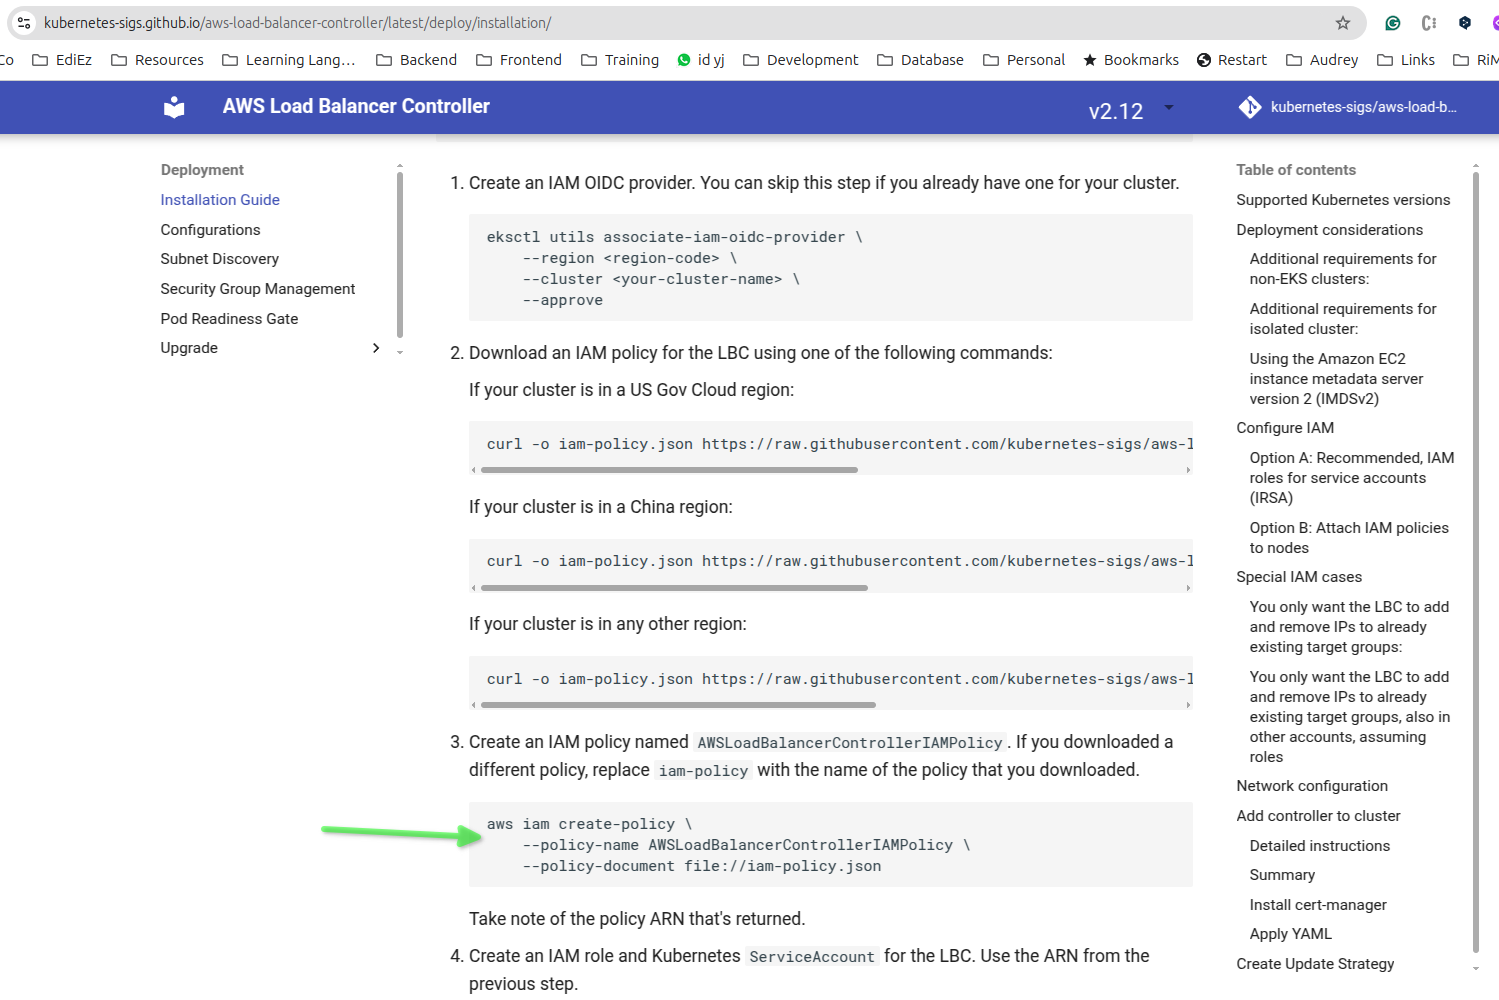 kubernetes-sigs.github.io/aws-load-balancer-controller/latest/deploy/installation/
Co EdiEz Resources Learning Lang... Backend Frontend Training id yj Development Database Personal Bookmarks Restart Audrey Links RiM
AWS Load Balancer Controller
v2.12
kubernetes-sigs/aws-load-b...
Deployment
Installation Guide
Configurations
Subnet Discovery
Security Group Management
Pod Readiness Gate
Upgrade
1. Create an IAM OIDC provider. You can skip this step if you already have one for your cluster.
eksctl utils associate-iam-oidc-provider \
--region <region-code> \
--cluster <your-cluster-name> \
--approve
2. Download an IAM policy for the LBC using one of the following commands:
If your cluster is in a US Gov Cloud region:
curl -o iam-policy.json https://raw.githubusercontent.com/kubernetes-sigs/aws-l
If your cluster is in a China region:
curl -o iam-policy.json https://raw.githubusercontent.com/kubernetes-sigs/aws-l
If your cluster is in any other region:
curl -o iam-policy.json https://raw.githubusercontent.com/kubernetes-sigs/aws-l
3. Create an IAM policy named AWSLoadBalancerControllerIAMPolicy. If you downloaded a
different policy, replace iam-policy with the name of the policy that you downloaded.
aws iam create-policy \
--policy-name AWSLoadBalancerControllerIAMPolicy \
--policy-document file://iam-policy.json
Take note of the policy ARN that's returned.
4. Create an IAM role and Kubernetes ServiceAccount for the LBC. Use the ARN from the
previous step.
Table of contents
Supported Kubernetes versions
Deployment considerations
Additional requirements for
non-EKS clusters:
Additional requirements for
isolated cluster:
Using the Amazon EC2
instance metadata server
version 2 (IMDSv2)
Configure IAM
Option A: Recommended, IAM
roles for service accounts
(IRSA)
Option B: Attach IAM policies
to nodes
Special IAM cases
You only want the LBC to add
and remove IPs to already
existing target groups:
You only want the LBC to add
and remove IPs to already
existing target groups, also in
other accounts, assuming
roles
Network configuration
Add controller to cluster
Detailed instructions
Summary
Install cert-manager
Apply YAML
Create Update Strategy